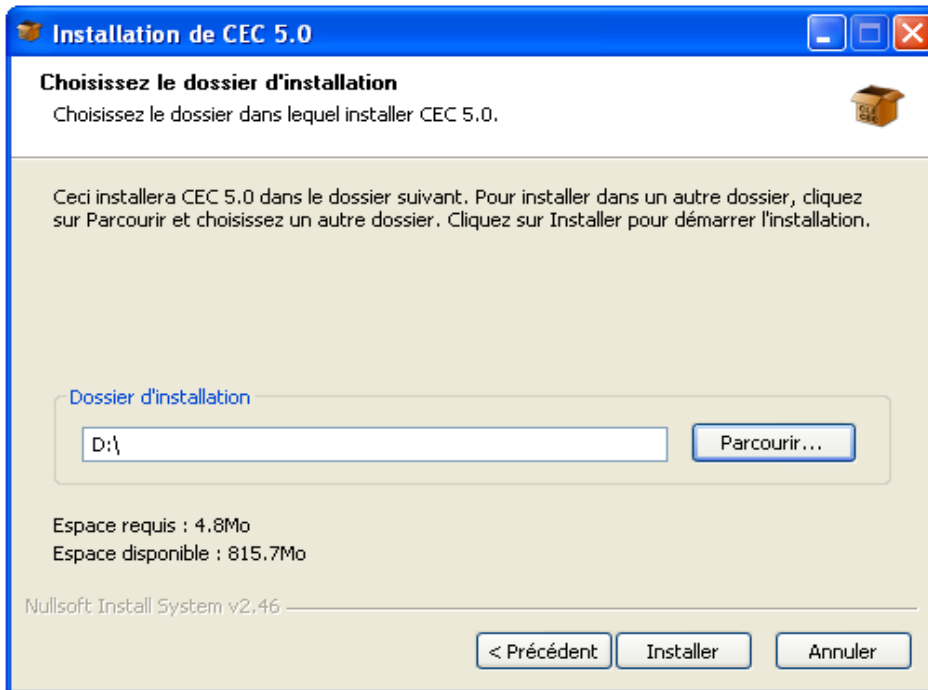 Installation de CEC 5.0
Choisissez le dossier d'installation
Choisissez le dossier dans lequel installer CEC 5.0.
Ceci installera CEC 5.0 dans le dossier suivant. Pour installer dans un autre dossier, cliquez
sur Parcourir et choisissez un autre dossier. Cliquez sur Installer pour démarrer l'installation.
Dossier d'installation
D:\
Parcourir...
Espace requis : 4.8Mo
Espace disponible : 815.7Mo
Nullsoft Install System v2.46
< Précédent
Installer
Annuler